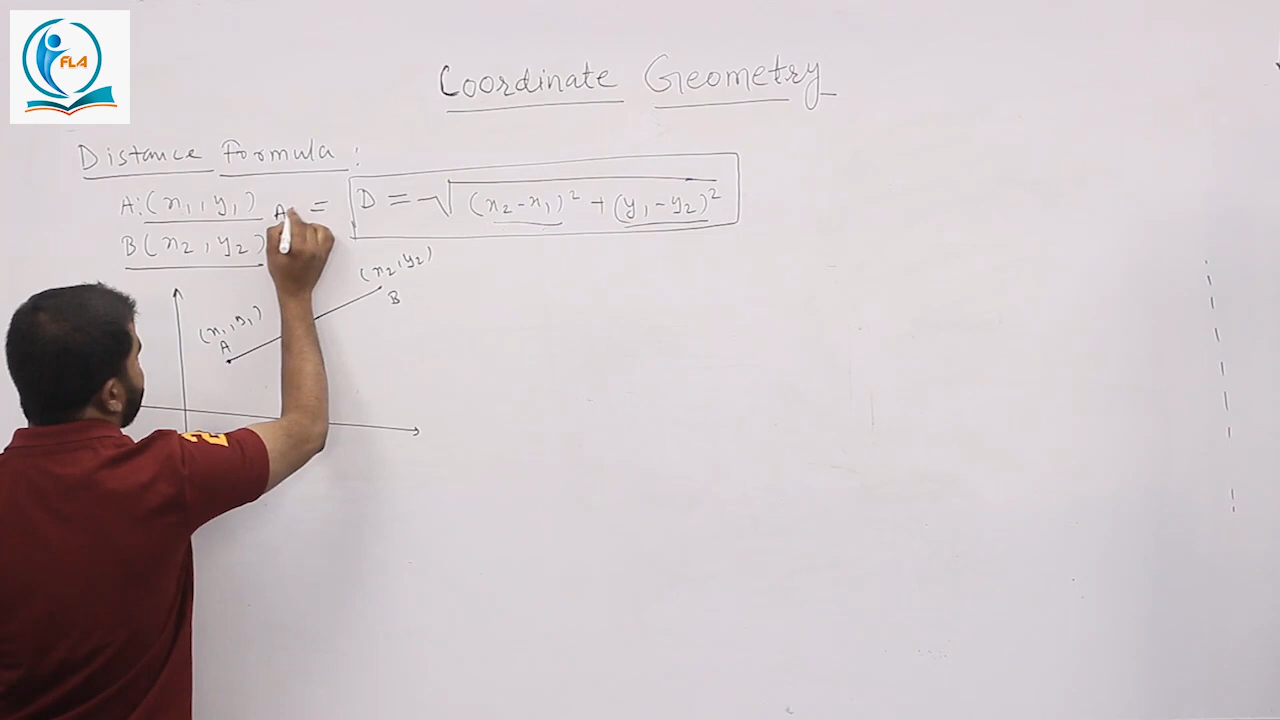 FLA
Coordinate Geometry
Distance Formula:
A:(x₁, y₁) A = D = √(x₂-x₁)² + (y₁-y₂)²
B(x₂, y₂)
(x₂, y₂)
B
(x₁, y₁)
A